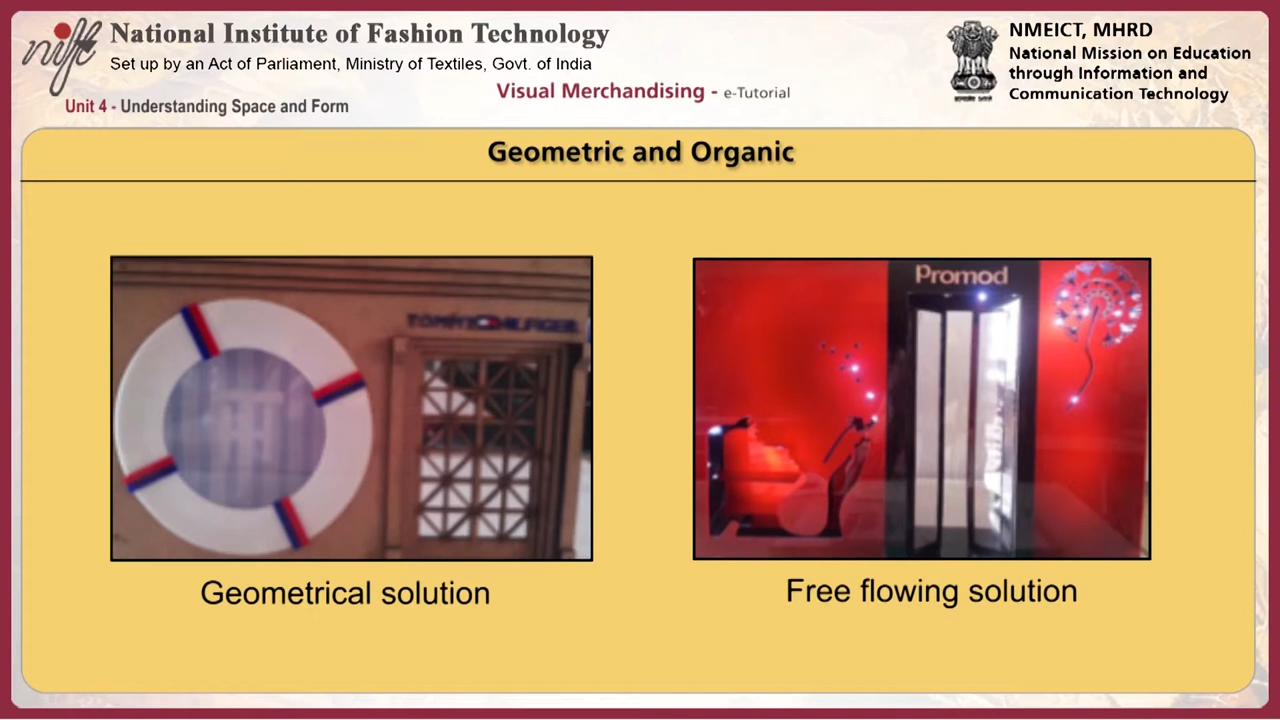 nift
National Institute of Fashion Technology
Set up by an Act of Parliament, Ministry of Textiles, Govt. of India
Unit 4 - Understanding Space and Form
Visual Merchandising - e-Tutorial
NMEICT, MHRD
National Mission on Education
through Information and
Communication Technology
Geometric and Organic
TOMMY HILFIGER
Promod
Geometrical solution
Free flowing solution